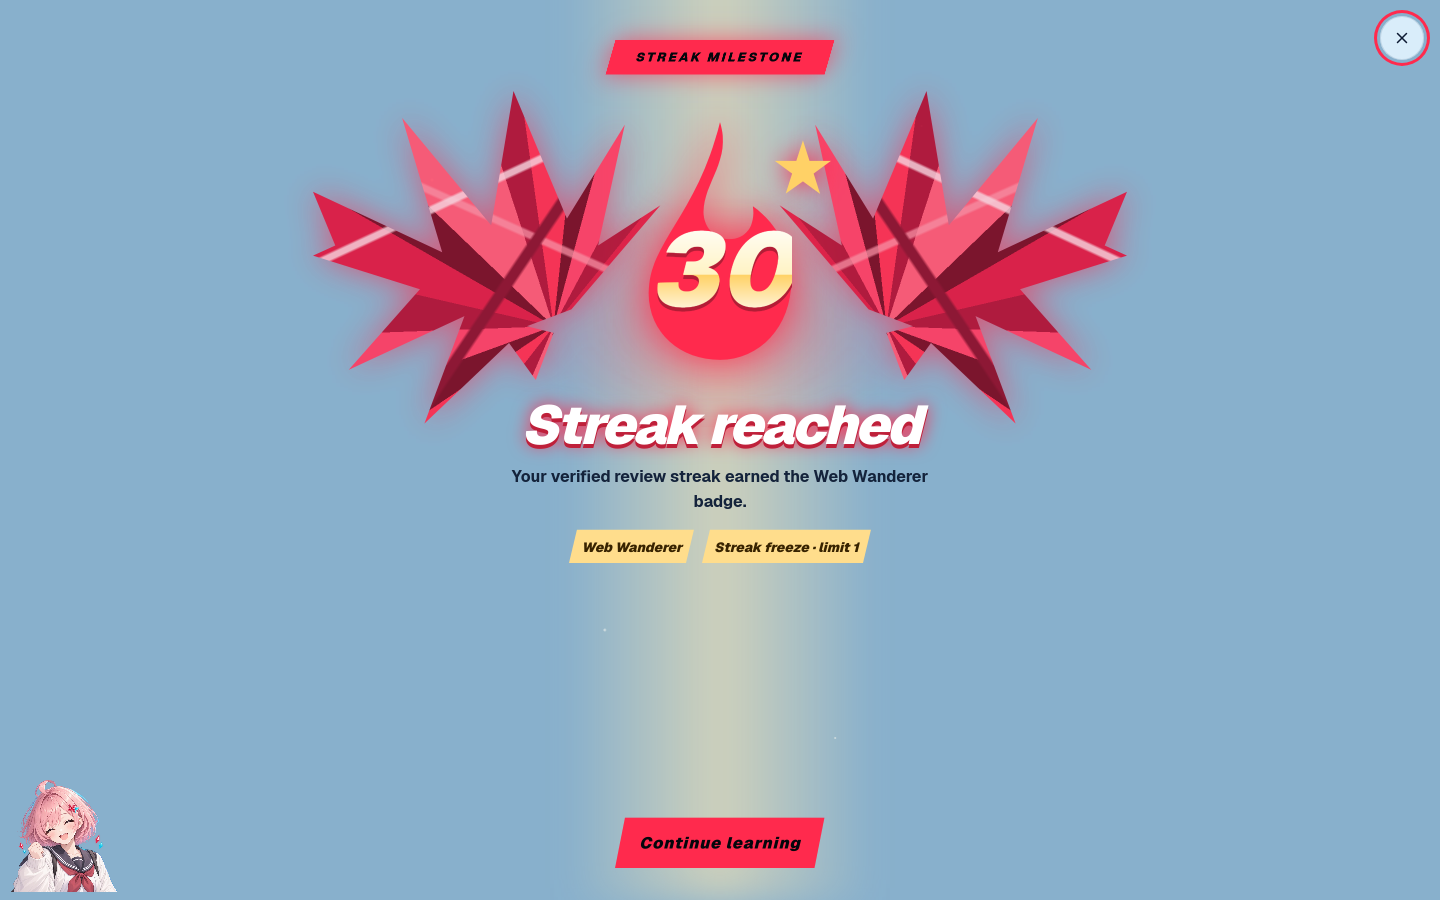 STREAK MILESTONE
30
Streak reached
Your verified review streak earned the Web Wanderer
badge.
Web Wanderer
Streak freeze · limit 1
Continue learning